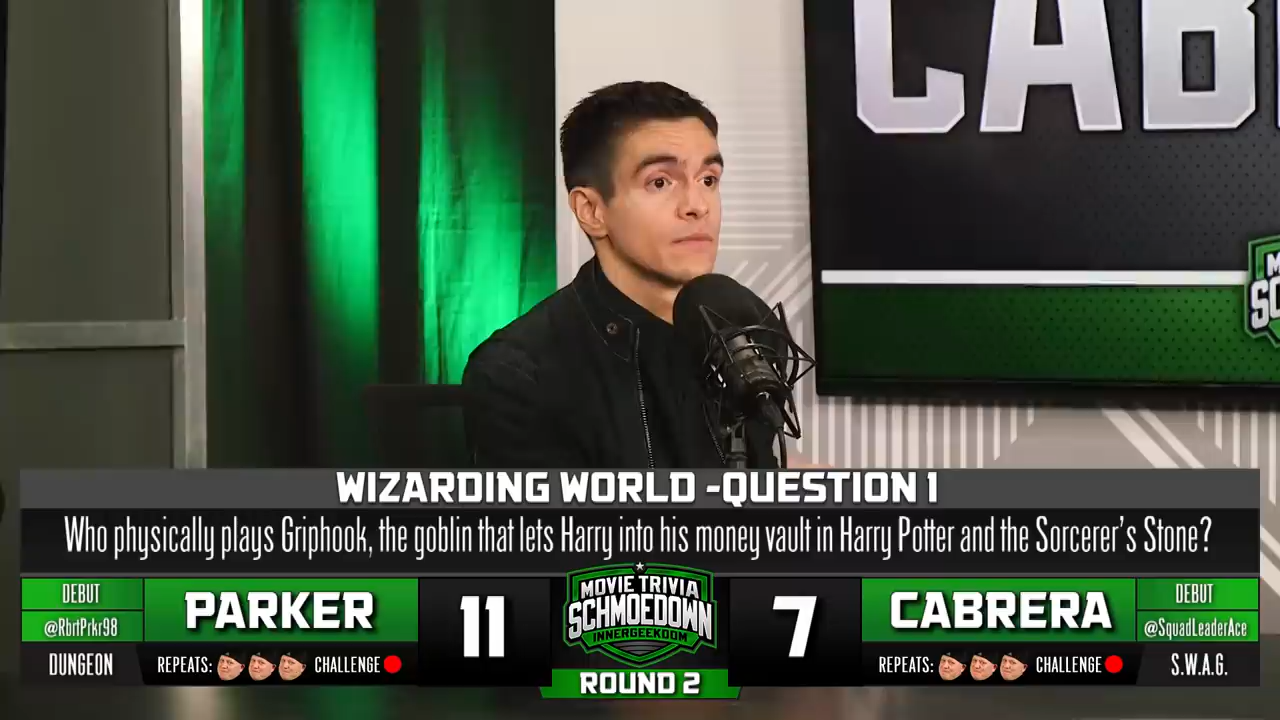 CAB
WIZARDING WORLD -QUESTION 1
Who physically plays Griphook, the goblin that lets Harry into his money vault in Harry Potter and the Sorcerer's Stone?
DEBUT
@RbrtPrkr98
DUNGEON
PARKER
REPEATS:
CHALLENGE
11
MOVIE TRIVIA
SCHMOEDOWN
INNERGEEKDOM
ROUND 2
7
CABRERA
REPEATS:
CHALLENGE
DEBUT
@SquadLeaderAce
S.W.A.G.